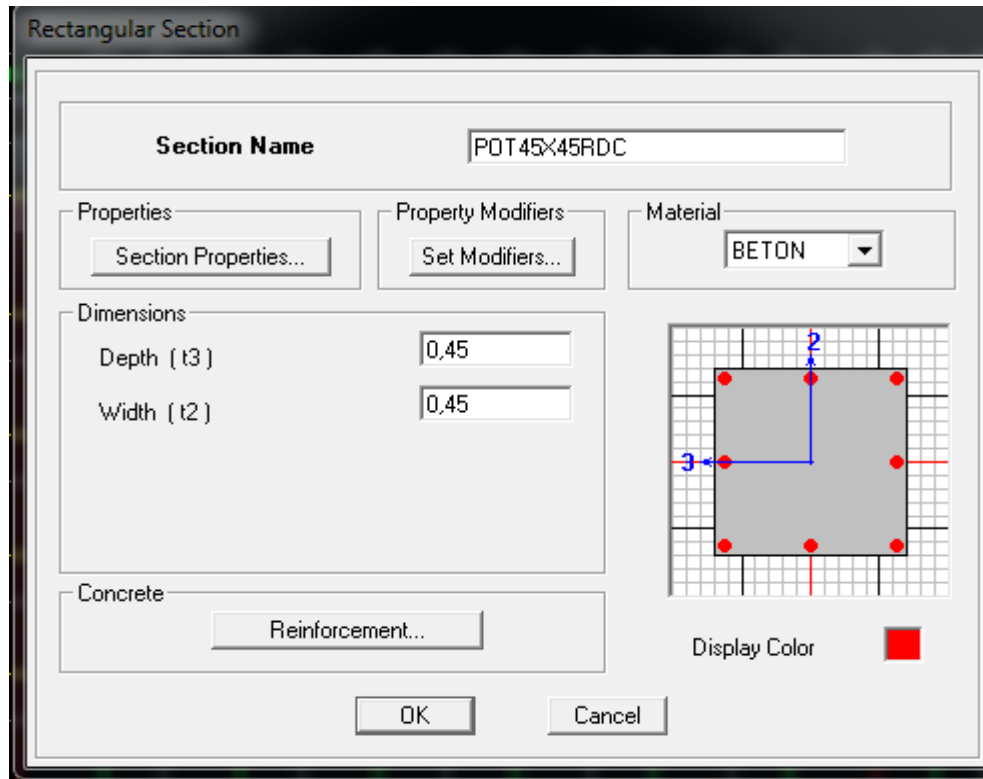 Rectangular Section
Section Name POT45X45RDC
Properties Property Modifiers Material
Section Properties... Set Modifiers... BETON
Dimensions
Depth ( t3 ) 0,45
Width ( t2 ) 0,45
2
3
Concrete
Reinforcement...
Display Color
OK Cancel